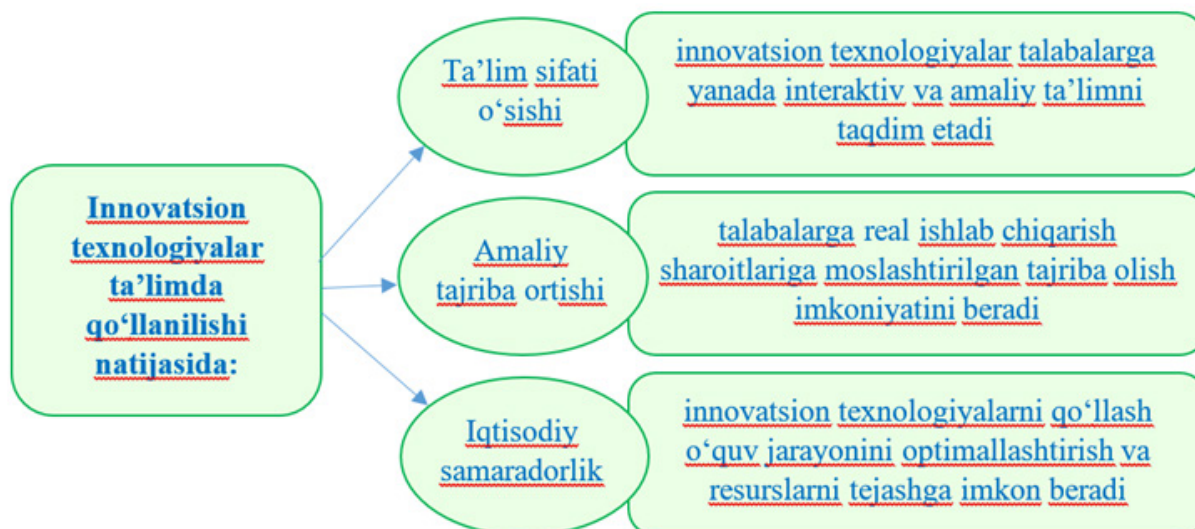 Innovatsion
texnologiyalar
ta’limda
qo‘llanilishi
natijasida:
Ta’lim sifati
o‘sishi
innovatsion texnologiyalar talabalarga
yanada interaktiv va amaliy ta’limni
taqdim etadi
Amaliy
tajriba ortishi
talabalarga real ishlab chiqarish
sharoitlariga moslashtirilgan tajriba olish
imkoniyatini beradi
Iqtisodiy
samaradorlik
innovatsion texnologiyalarni qo‘llash
o‘quv jarayonini optimallashtirish va
resurslarni tejashga imkon beradi